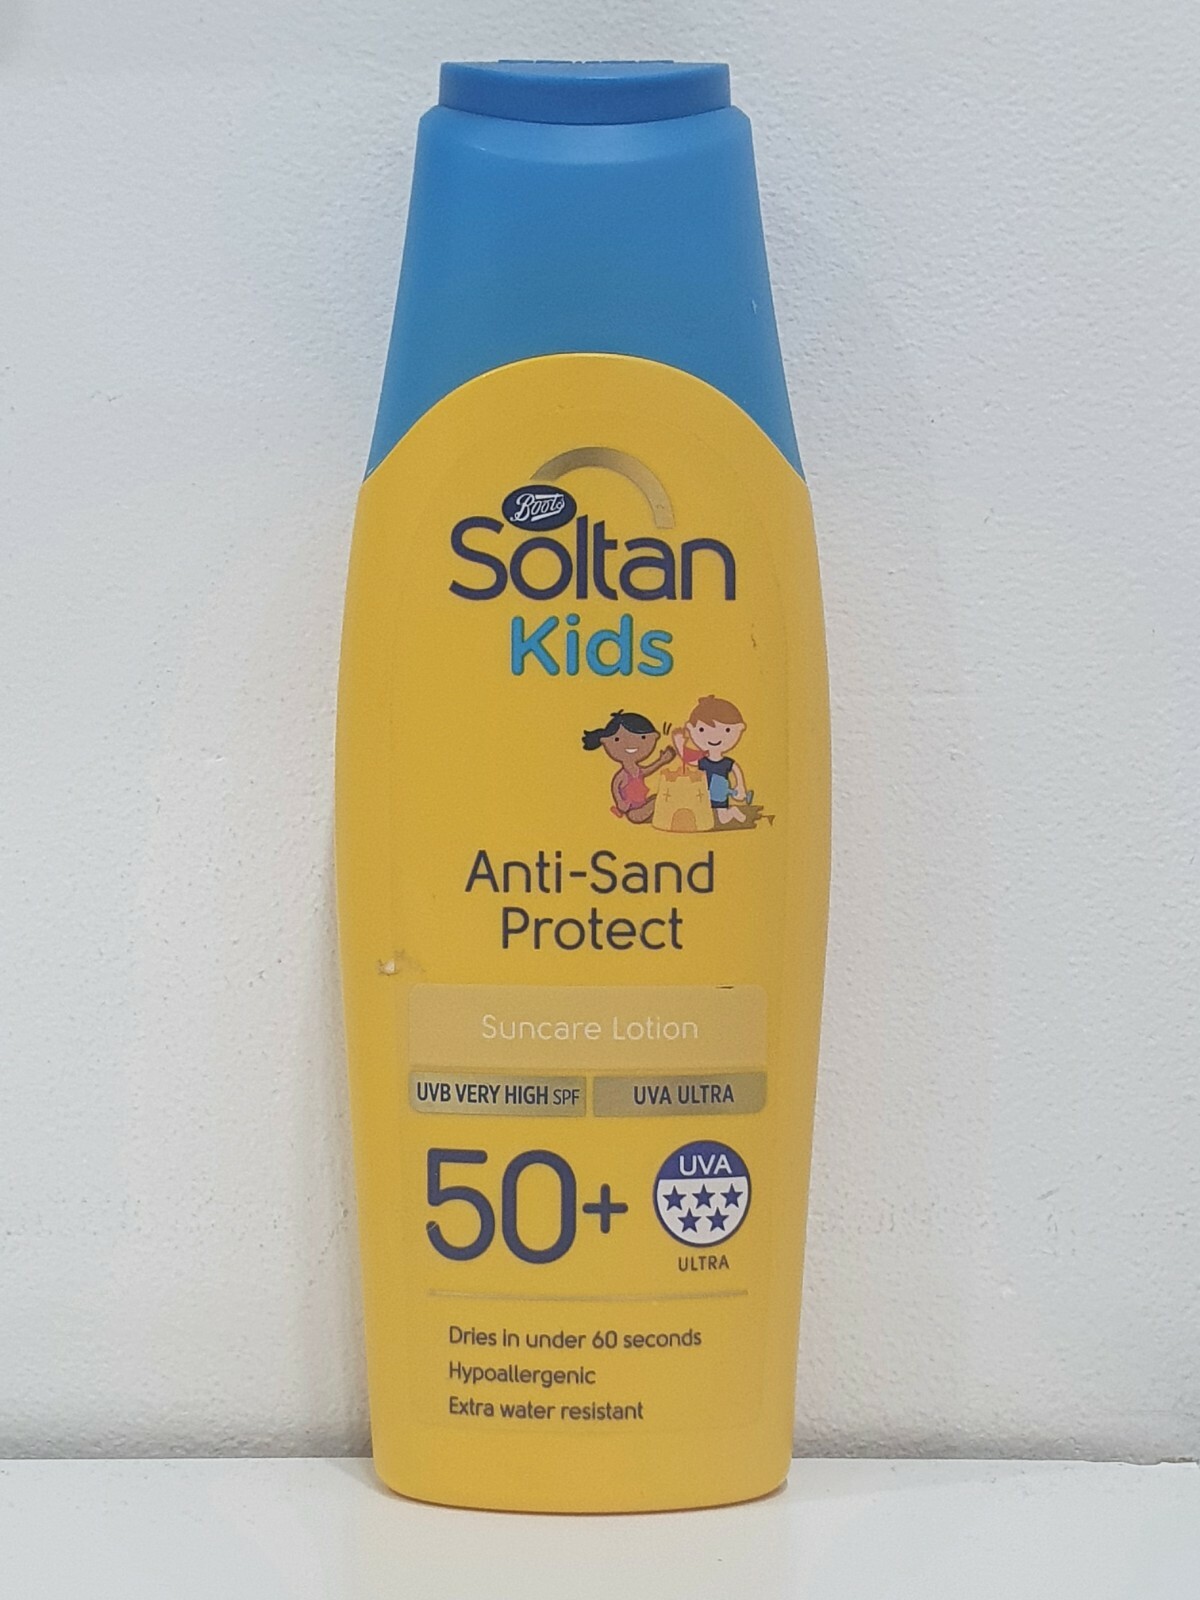 Boots
Soltan
Kids
Anti-Sand
Protect
Suncare Lotion
UVB VERY HIGH SPF
UVA ULTRA
50+
UVA
ULTRA
Dries in under 60 seconds
Hypoallergenic
Extra water resistant